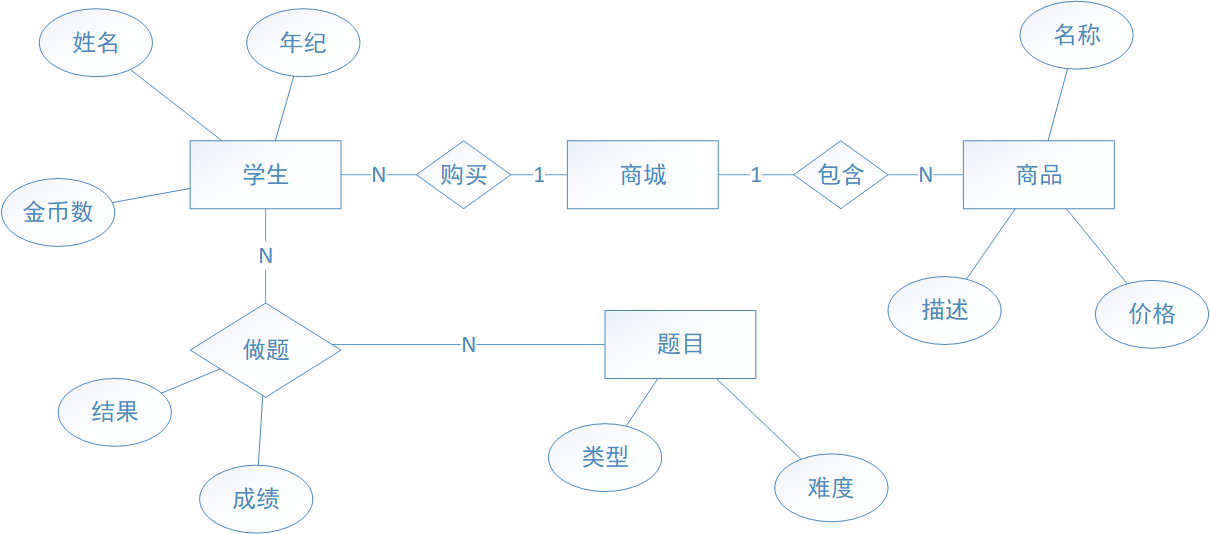 姓名
年纪
名称
学生
N
购买
1
商城
1
包含
N
商品
金币数
N
描述
价格
做题
N
题目
结果
类型
成绩
难度